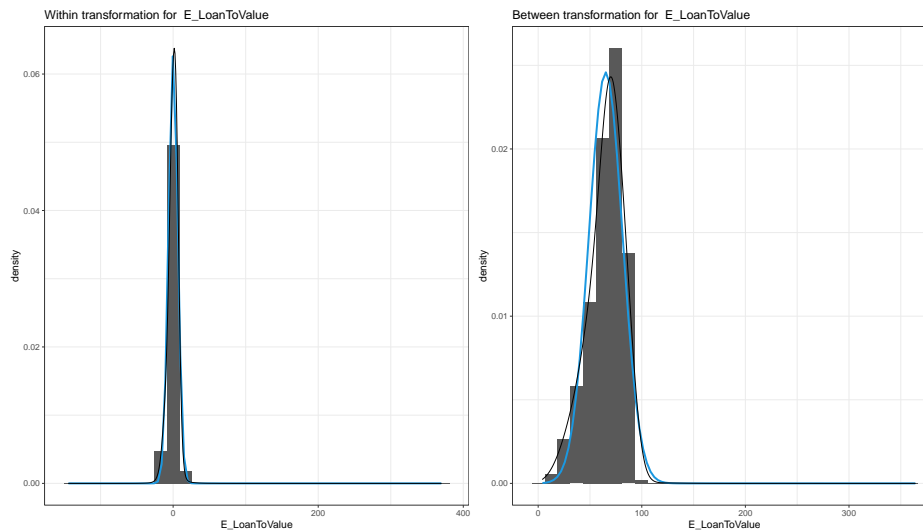 Within transformation for E_LoanToValue
0.06
0.04
0.02
0.00
density
0
200
400
E_LoanToValue
Between transformation for E_LoanToValue
0.02
0.01
0.00
density
0
100
200
300
E_LoanToValue